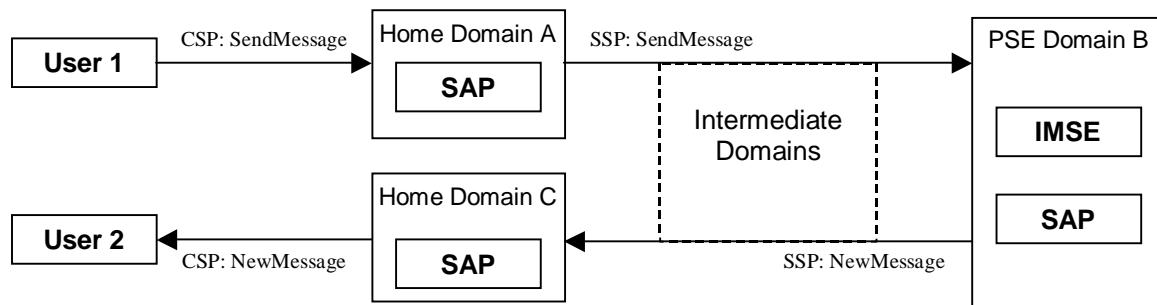 CSP: SendMessage
User 1
Home Domain A
SAP
SSP: SendMessage
Intermediate
Domains
PSE Domain B
IMSE
SAP
User 2
CSP: NewMessage
Home Domain C
SAP
SSP: NewMessage